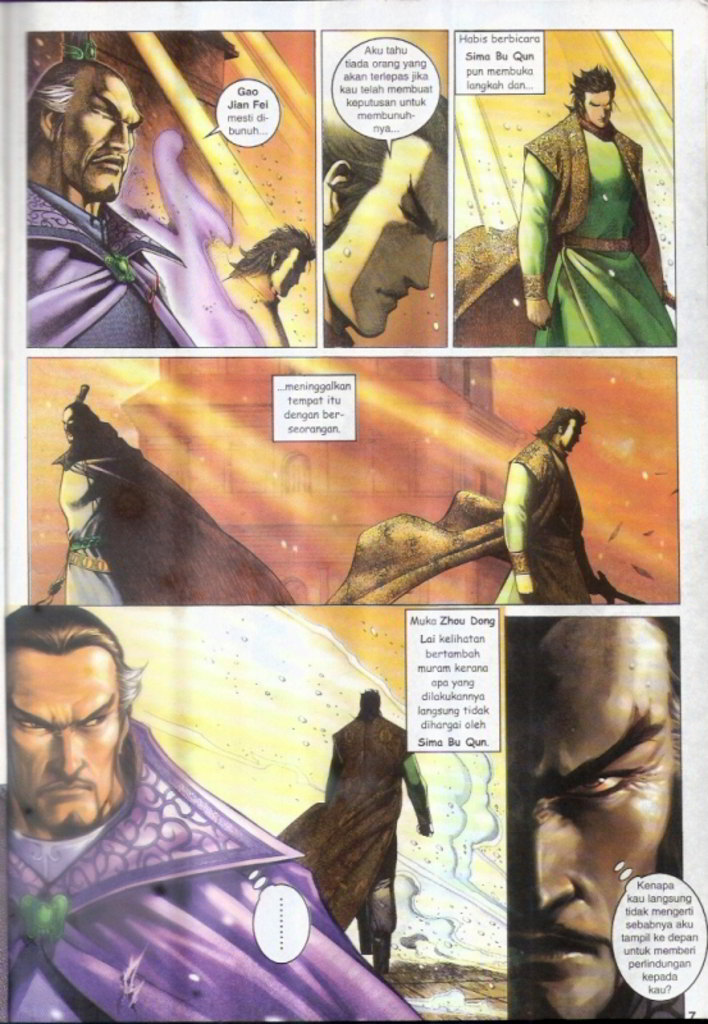 Gao
Jian Fei
mesti di-
bunuh...
Aku tahu
tiada orang yang
akan terlepas jika
kau telah membuat
keputusan untuk
membunuh-
nya...
Habis berbicara
Sima Bu Qun
pun membuka
langkah dan...
...meninggalkan
tempat itu
dengan ber-
seorangan.
Muka Zhou Dong
Lai kelihatan
bertambah
muram kerana
apa yang
dilakukannya
langsung tidak
dihargai oleh
Sima Bu Qun.
.........
Kenapa
kau langsung
tidak mengerti
sebabnya aku
tampil ke depan
untuk memberi
perlindungan
kepada
kau?
7